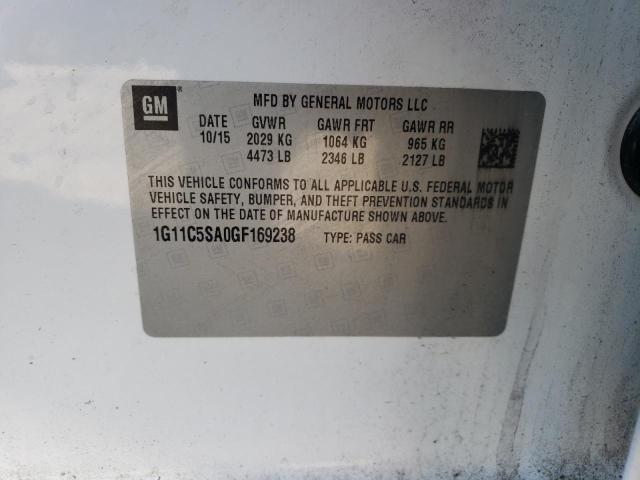 GM
MFD BY GENERAL MOTORS LLC
DATE GVWR GAWR FRT GAWR RR
10/15 2029 KG 1064 KG 965 KG
4473 LB 2346 LB 2127 LB
THIS VEHICLE CONFORMS TO ALL APPLICABLE U.S. FEDERAL MOTOR
VEHICLE SAFETY, BUMPER, AND THEFT PREVENTION STANDARDS IN
EFFECT ON THE DATE OF MANUFACTURE SHOWN ABOVE.
1G11C5SA0GF169238 TYPE: PASS CAR